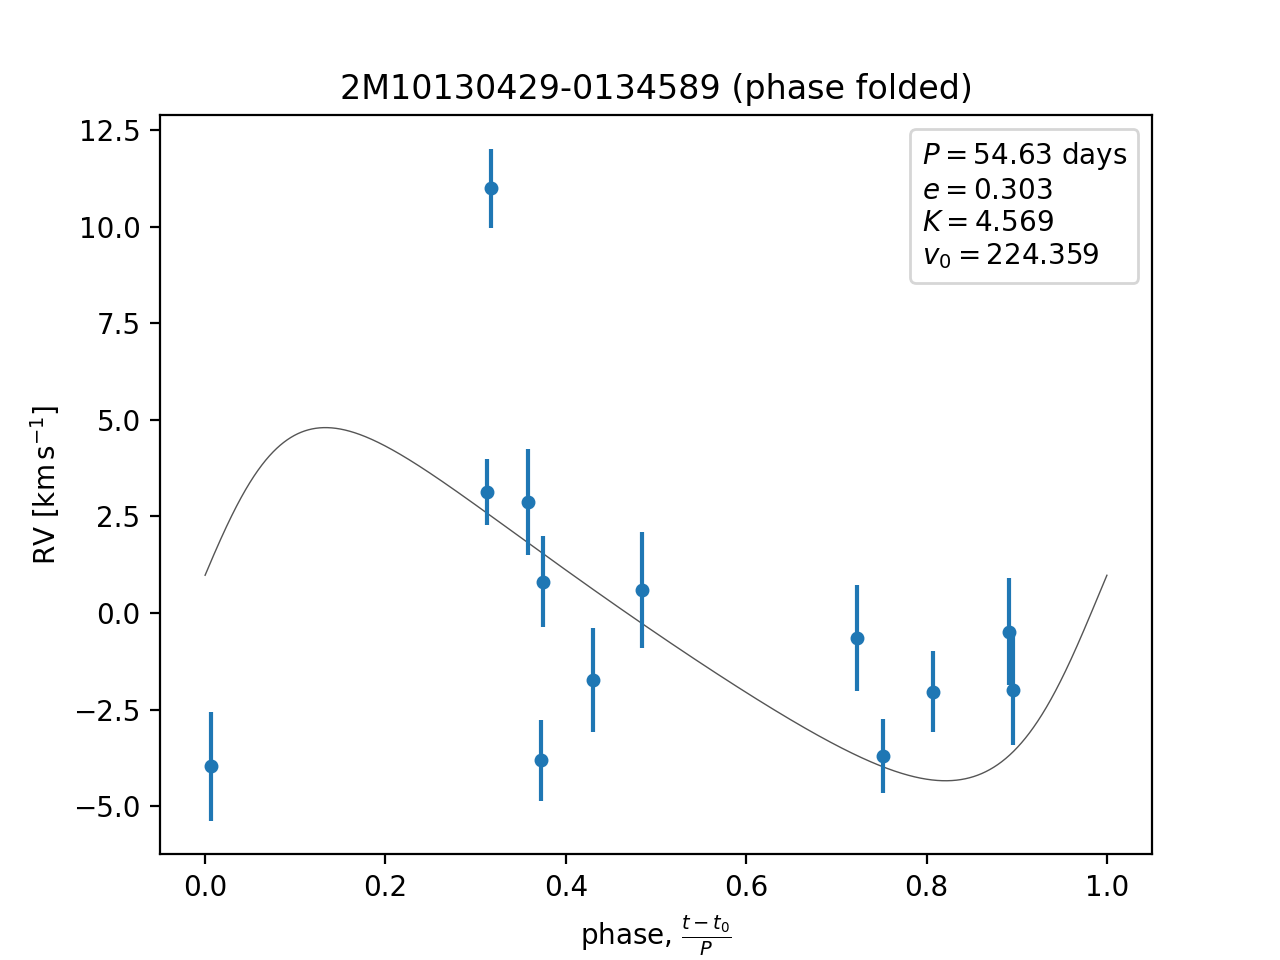 2M10130429-0134589 (phase folded)
P = 54.63 days
e = 0.303
K = 4.569
v₀ = 224.359
RV [km s⁻¹]
12.5
10.0
7.5
5.0
2.5
0.0
−2.5
−5.0
0.0 0.2 0.4 0.6 0.8 1.0
phase, (t − t₀)/P